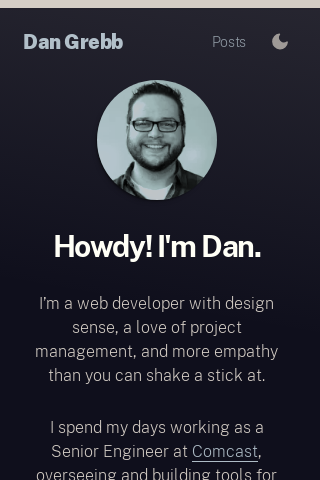 Dan Grebb
Posts
Howdy! I'm Dan.
I'm a web developer with design
sense, a love of project
management, and more empathy
than you can shake a stick at.
I spend my days working as a
Senior Engineer at Comcast,
overseeing and building tools for